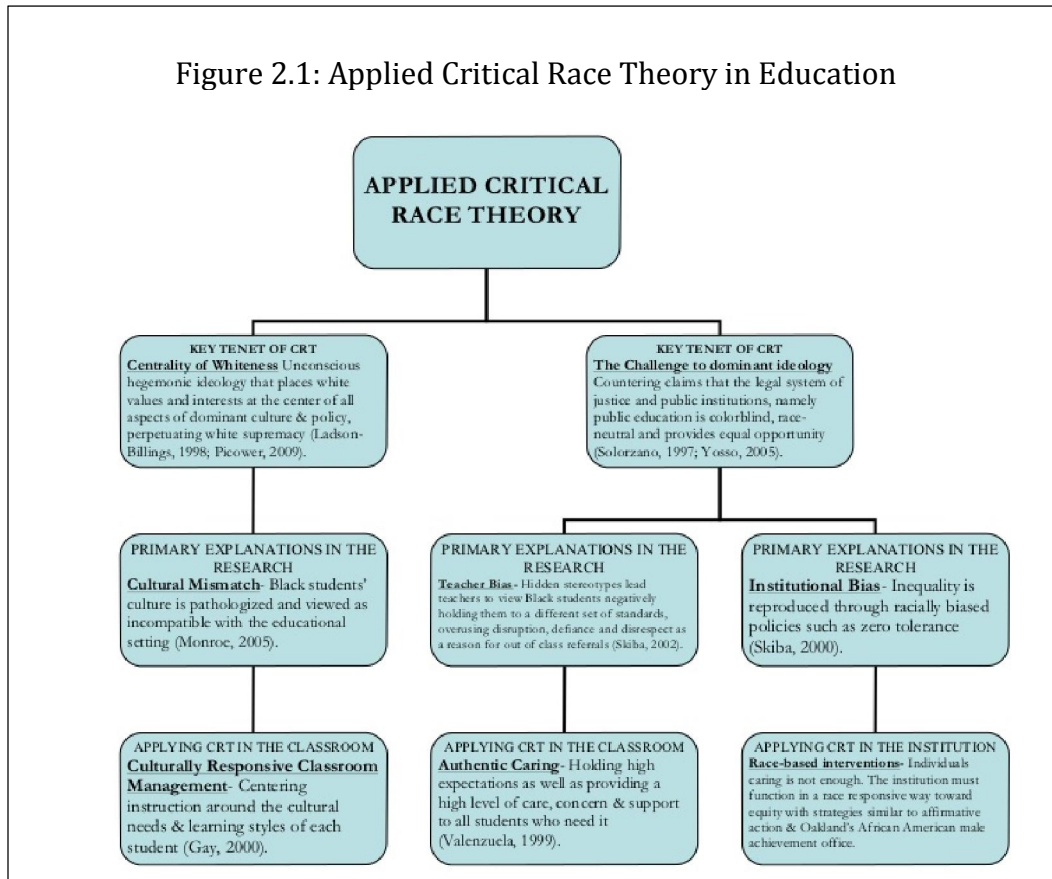 Figure 2.1: Applied Critical Race Theory in Education
APPLIED CRITICAL
RACE THEORY
KEY TENET OF CRT
Centrality of Whiteness Unconscious
hegemonic ideology that places white
values and interests at the center of all
aspects of dominant culture & policy,
perpetuating white supremacy (Ladson-
Billings, 1998; Picower, 2009).
KEY TENET OF CRT
The Challenge to dominant ideology
Countering claims that the legal system of
justice and public institutions, namely
public education is colorblind, race-
neutral and provides equal opportunity
(Solorzano, 1997; Yosso, 2005).
PRIMARY EXPLANATIONS IN THE
RESEARCH
Cultural Mismatch- Black students'
culture is pathologized and viewed as
incompatible with the educational
setting (Monroe, 2005).
PRIMARY EXPLANATIONS IN THE
RESEARCH
Teacher Bias- Hidden stereotypes lead
teachers to view Black students negatively
holding them to a different set of standards,
overusing disruption, defiance and disrespect as
a reason for out of class referrals (Skiba, 2002).
PRIMARY EXPLANATIONS IN THE
RESEARCH
Institutional Bias- Inequality is
reproduced through racially biased
policies such as zero tolerance
(Skiba, 2000).
APPLYING CRT IN THE CLASSROOM
Culturally Responsive Classroom
Management- Centering
instruction around the cultural
needs & learning styles of each
student (Gay, 2000).
APPLYING CRT IN THE CLASSROOM
Authentic Caring- Holding high
expectations as well as providing a
high level of care, concern & support
to all students who need it
(Valenzuela, 1999).
APPLYING CRT IN THE INSTITUTION
Race-based interventions- Individuals
caring is not enough. The institution must
function in a race responsive way toward
equity with strategies similar to affirmative
action & Oakland's African American male
achievement office.